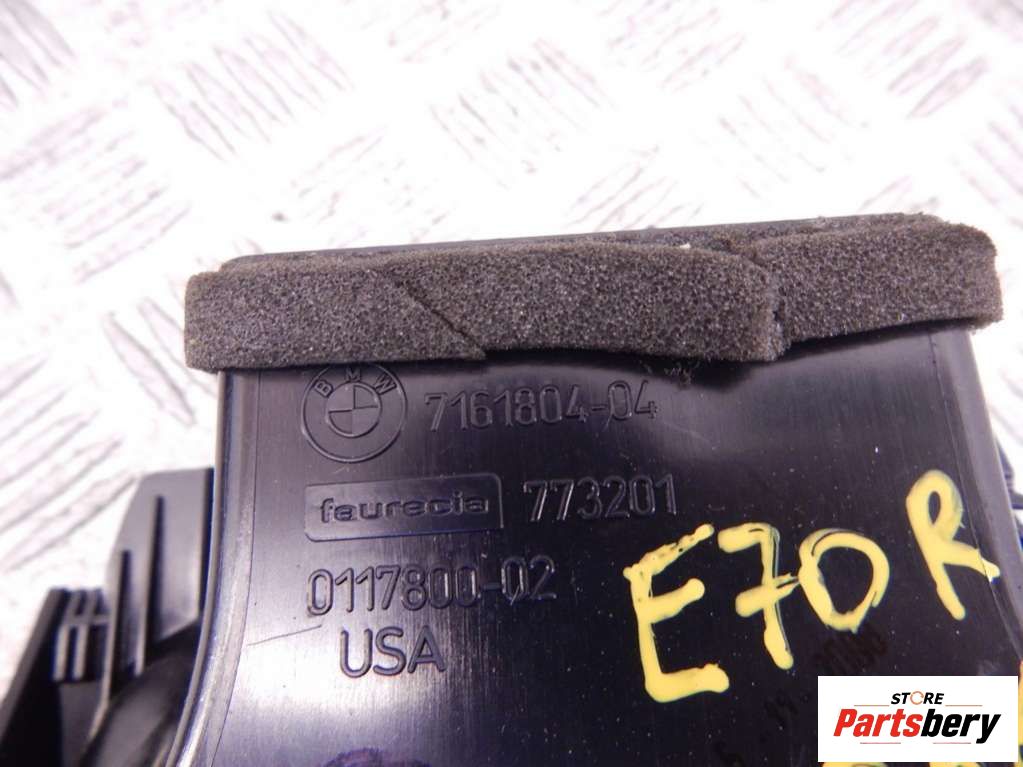 BMW
7161804-04
faurecia 773201
0117800-02
USA
E70 R
STORE
Partsbery